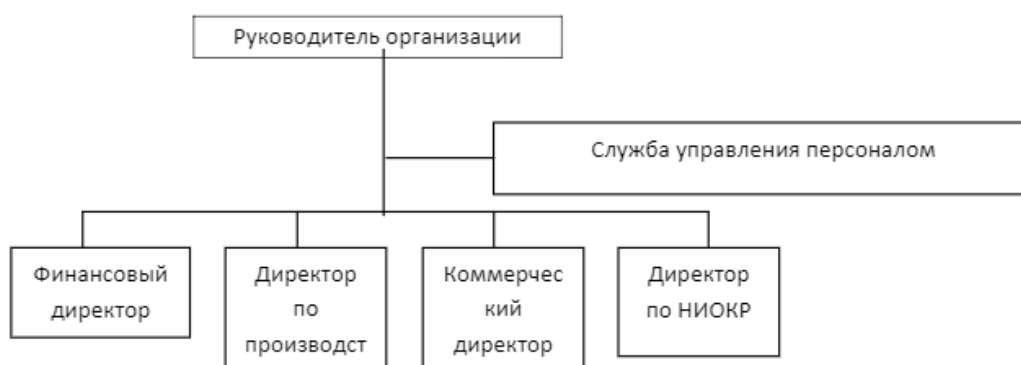 Руководитель организации
Служба управления персоналом
Финансовый
директор
Директор
по
производст
Коммерчес
кий
директор
Директор
по НИОКР